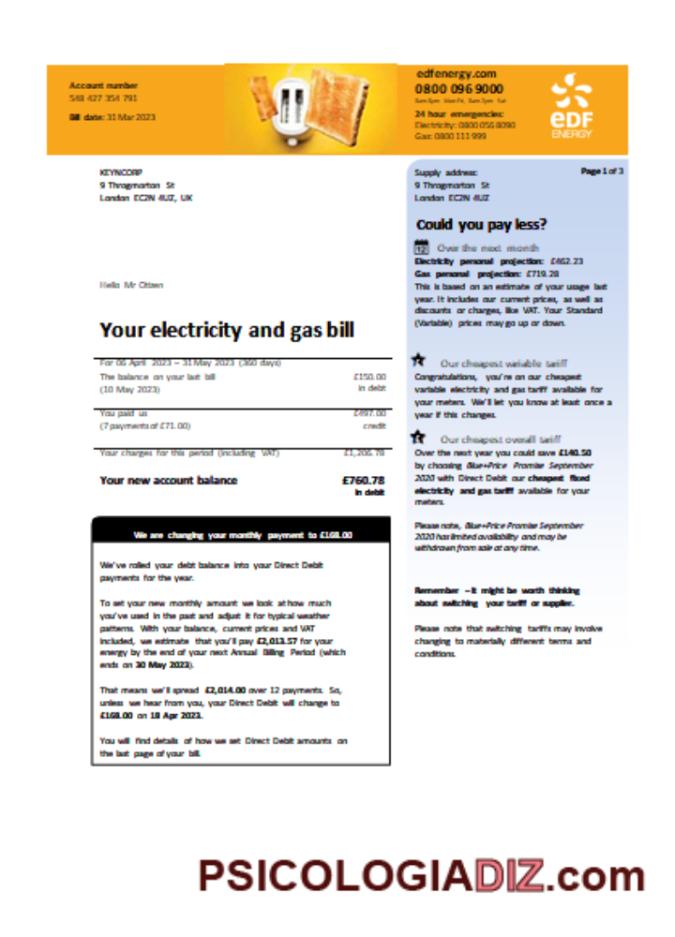 Account number
548 427 354 791
Bill date: 31 Mar 2023
edfenergy.com
0800 096 9000
8am-8pm Mon-Fri, 8am-2pm Sat
24 hour emergencies:
Electricity: 0800 056 8090
Gas: 0800 111 999
eDF
ENERGY
KEYNCORP
9 Throgmorton St
London EC2N 4UZ, UK
Hello Mr Citizen
Your electricity and gas bill
For 06 April 2023 – 31 May 2023 (360 days)
The balance on your last bill £150.00
(10 May 2023) in debt
You paid us £497.00
(7 payments of £71.00) credit
Your charges for this period (including VAT) £1,206.78
Your new account balance £760.78
in debt
We are changing your monthly payment to £168.00
We've rolled your debt balance into your Direct Debit
payments for the year.
To set your new monthly amount we look at how much
you've used in the past and adjust it for typical weather
patterns. With your balance, current prices and VAT
included, we estimate that you'll pay £2,013.57 for your
energy by the end of your next Annual Billing Period (which
ends on 30 May 2023).
That means we'll spread £2,014.00 over 12 payments. So,
unless we hear from you, your Direct Debit will change to
£168.00 on 18 Apr 2023.
You will find details of how we set Direct Debit amounts on
the last page of your bill.
Supply address: Page 1 of 3
9 Throgmorton St
London EC2N 4UZ
Could you pay less?
12 Over the next month
Electricity personal projection: £462.23
Gas personal projection: £719.28
This is based on an estimate of your usage last
year. It includes our current prices, as well as
discounts or charges, like VAT. Your Standard
(Variable) prices may go up or down.
Our cheapest variable tariff
Congratulations, you're on our cheapest
variable electricity and gas tariff available for
your meters. We'll let you know at least once a
year if this changes.
Our cheapest overall tariff
Over the next year you could save £140.50
by choosing Blue+Price Promise September
2020 with Direct Debit our cheapest fixed
electricity and gas tariff available for your
meters.
Please note, Blue+Price Promise September
2020 has limited availability and may be
withdrawn from sale at any time.
Remember – it might be worth thinking
about switching your tariff or supplier.
Please note that switching tariffs may involve
changing to materially different terms and
conditions.
PSICOLOGIADIZ.com